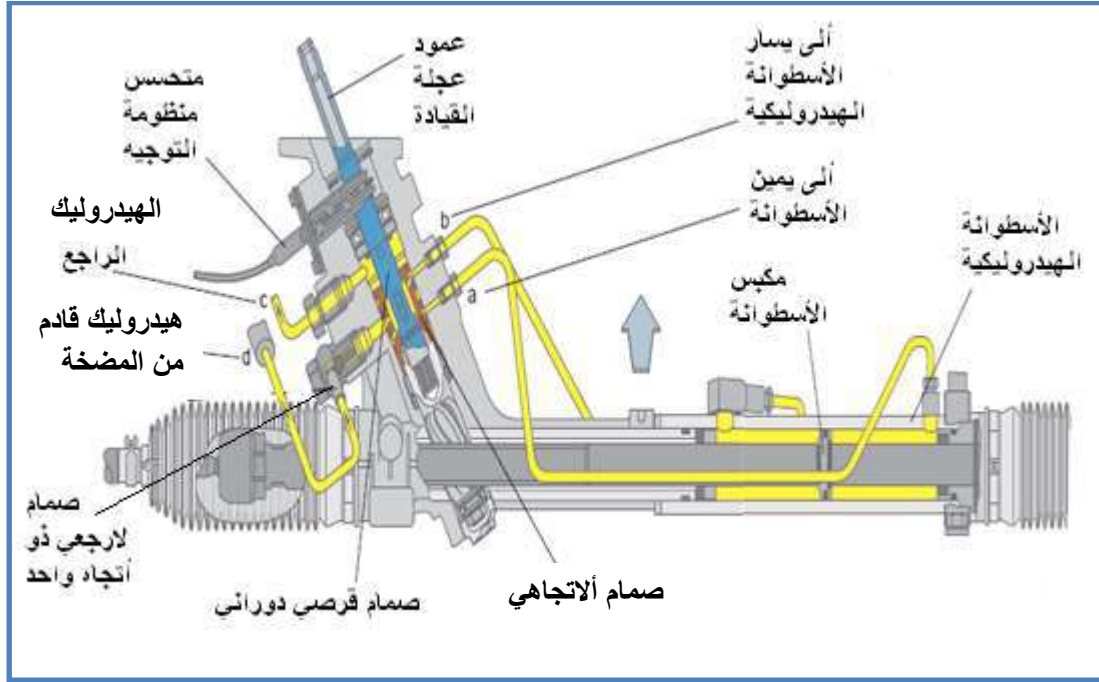 عمود
عجلة
القيادة
ألى يسار
الأسطوانة
الهيدروليكية
متحسس
منظومة
التوجيه
ألى يمين
الأسطوانة
الهيدروليك
الراجع
b
a
c
d
الأسطوانة
الهيدروليكية
مكبس
الأسطوانة
هيدروليك قادم
من المضخة
صمام
لارجعي ذو
أتجاه واحد
صمام قرصي دوراني
صمام ألاتجاهي